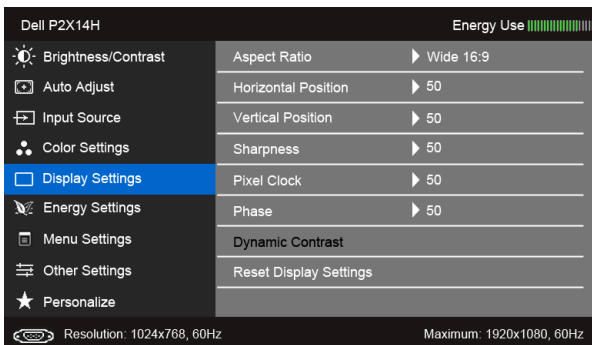 Dell P2X14H Energy Use
Brightness/Contrast Aspect Ratio Wide 16:9
Auto Adjust Horizontal Position 50
Input Source Vertical Position 50
Color Settings Sharpness 50
Display Settings Pixel Clock 50
Energy Settings Phase 50
Menu Settings Dynamic Contrast
Other Settings Reset Display Settings
Personalize
Resolution: 1024x768, 60Hz Maximum: 1920x1080, 60Hz